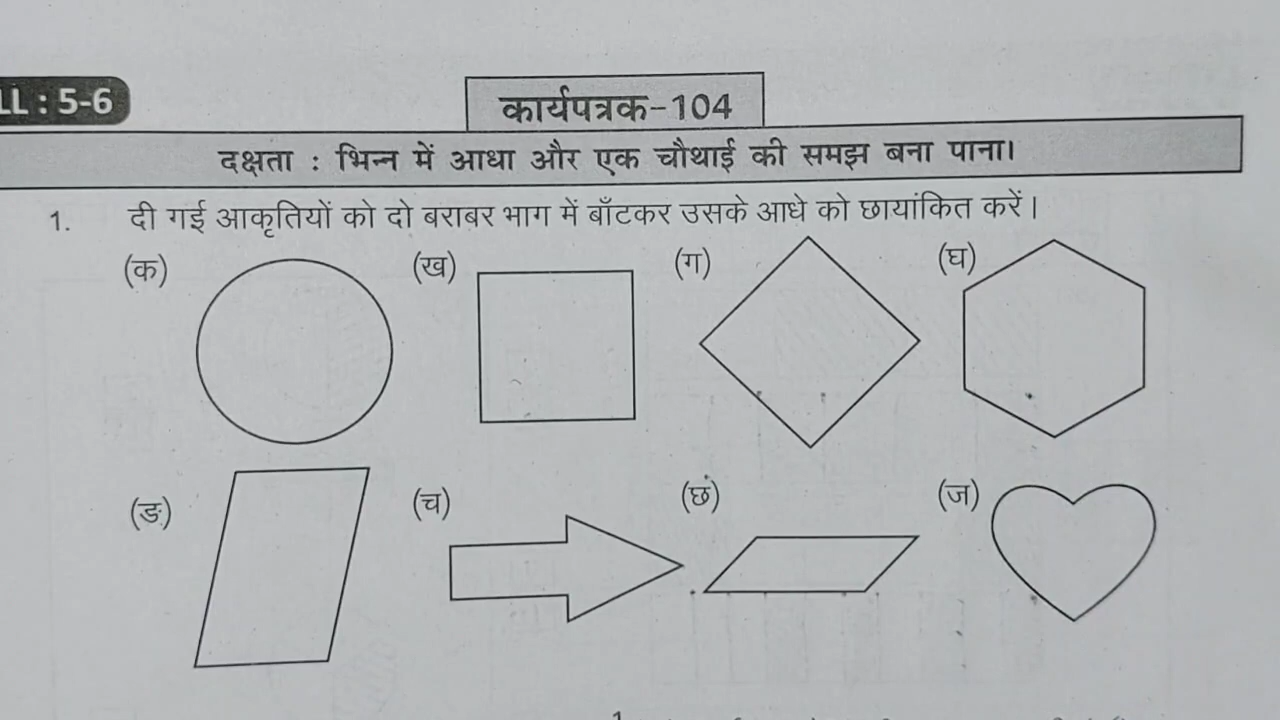 LL : 5-6
कार्यपत्रक-104
दक्षता : भिन्न में आधा और एक चौथाई की समझ बना पाना।
1. दी गई आकृतियों को दो बराबर भाग में बाँटकर उसके आधे को छायांकित करें।
(क) (ख) (ग) (घ)
(ङ) (च) (छ) (ज)